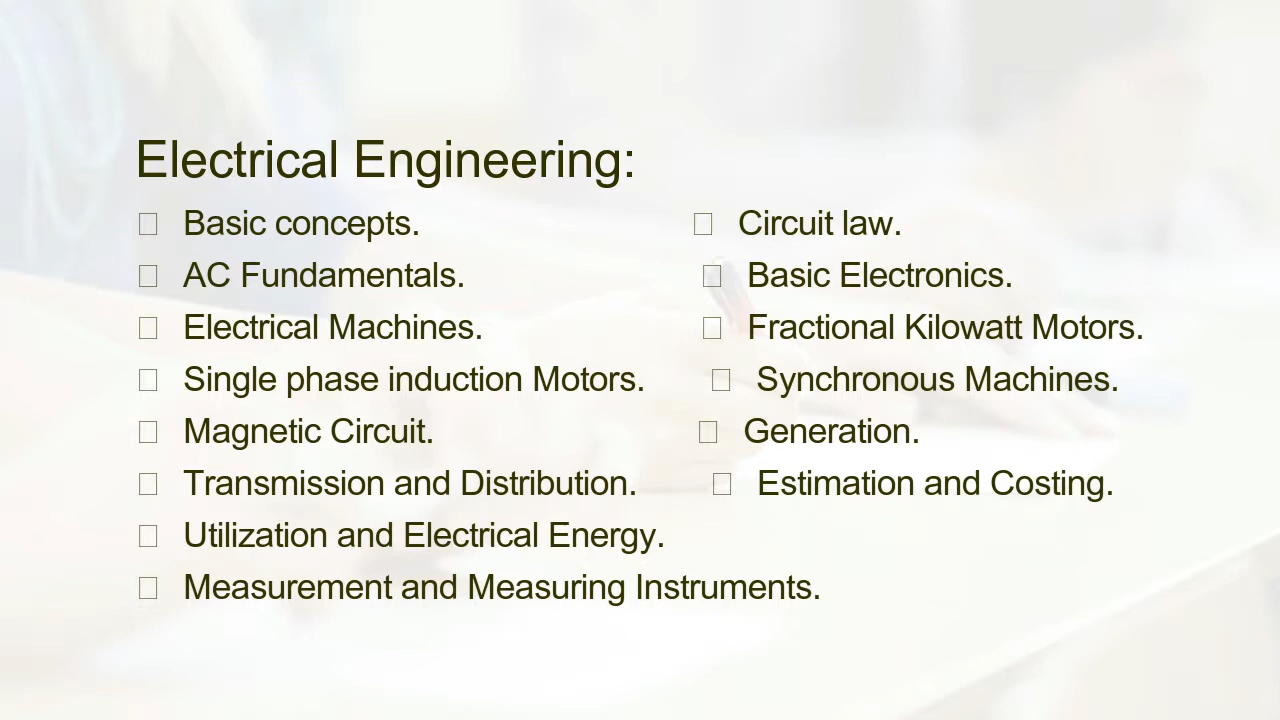 Electrical Engineering:
Basic concepts. Circuit law.
AC Fundamentals. Basic Electronics.
Electrical Machines. Fractional Kilowatt Motors.
Single phase induction Motors. Synchronous Machines.
Magnetic Circuit. Generation.
Transmission and Distribution. Estimation and Costing.
Utilization and Electrical Energy.
Measurement and Measuring Instruments.